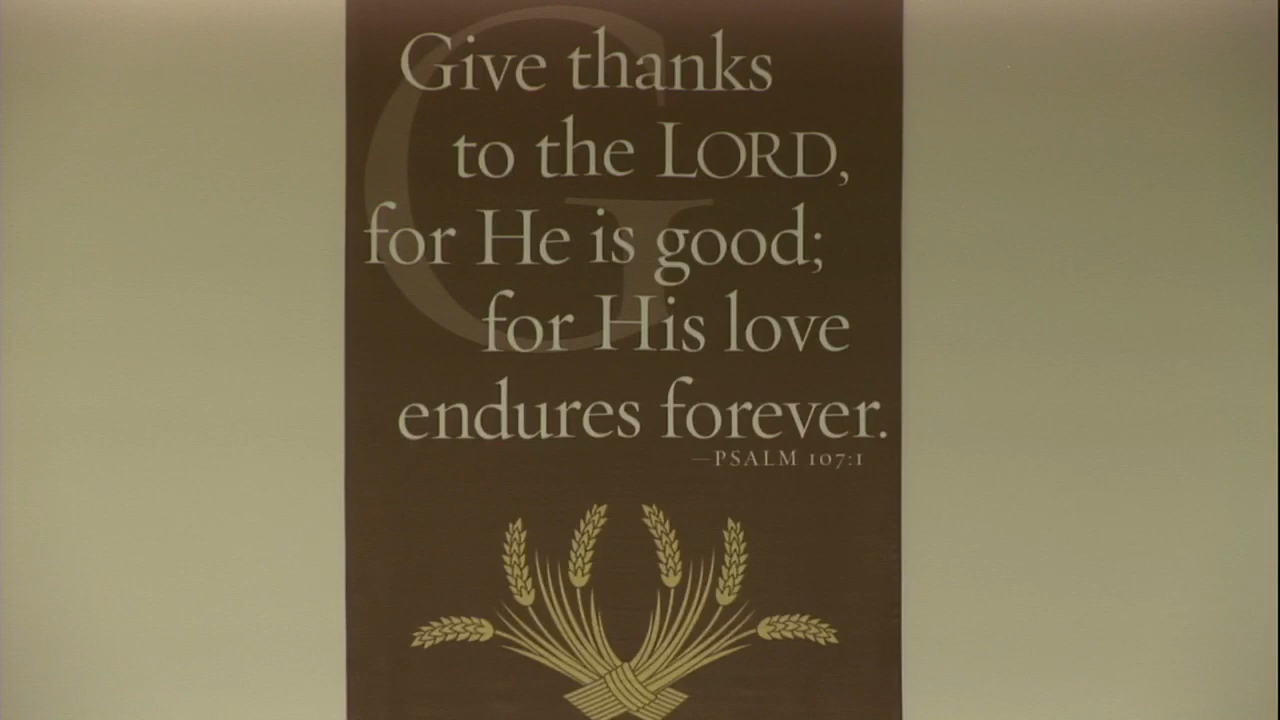 Give thanks
to the LORD,
for He is good;
for His love
endures forever.
—PSALM 107:1